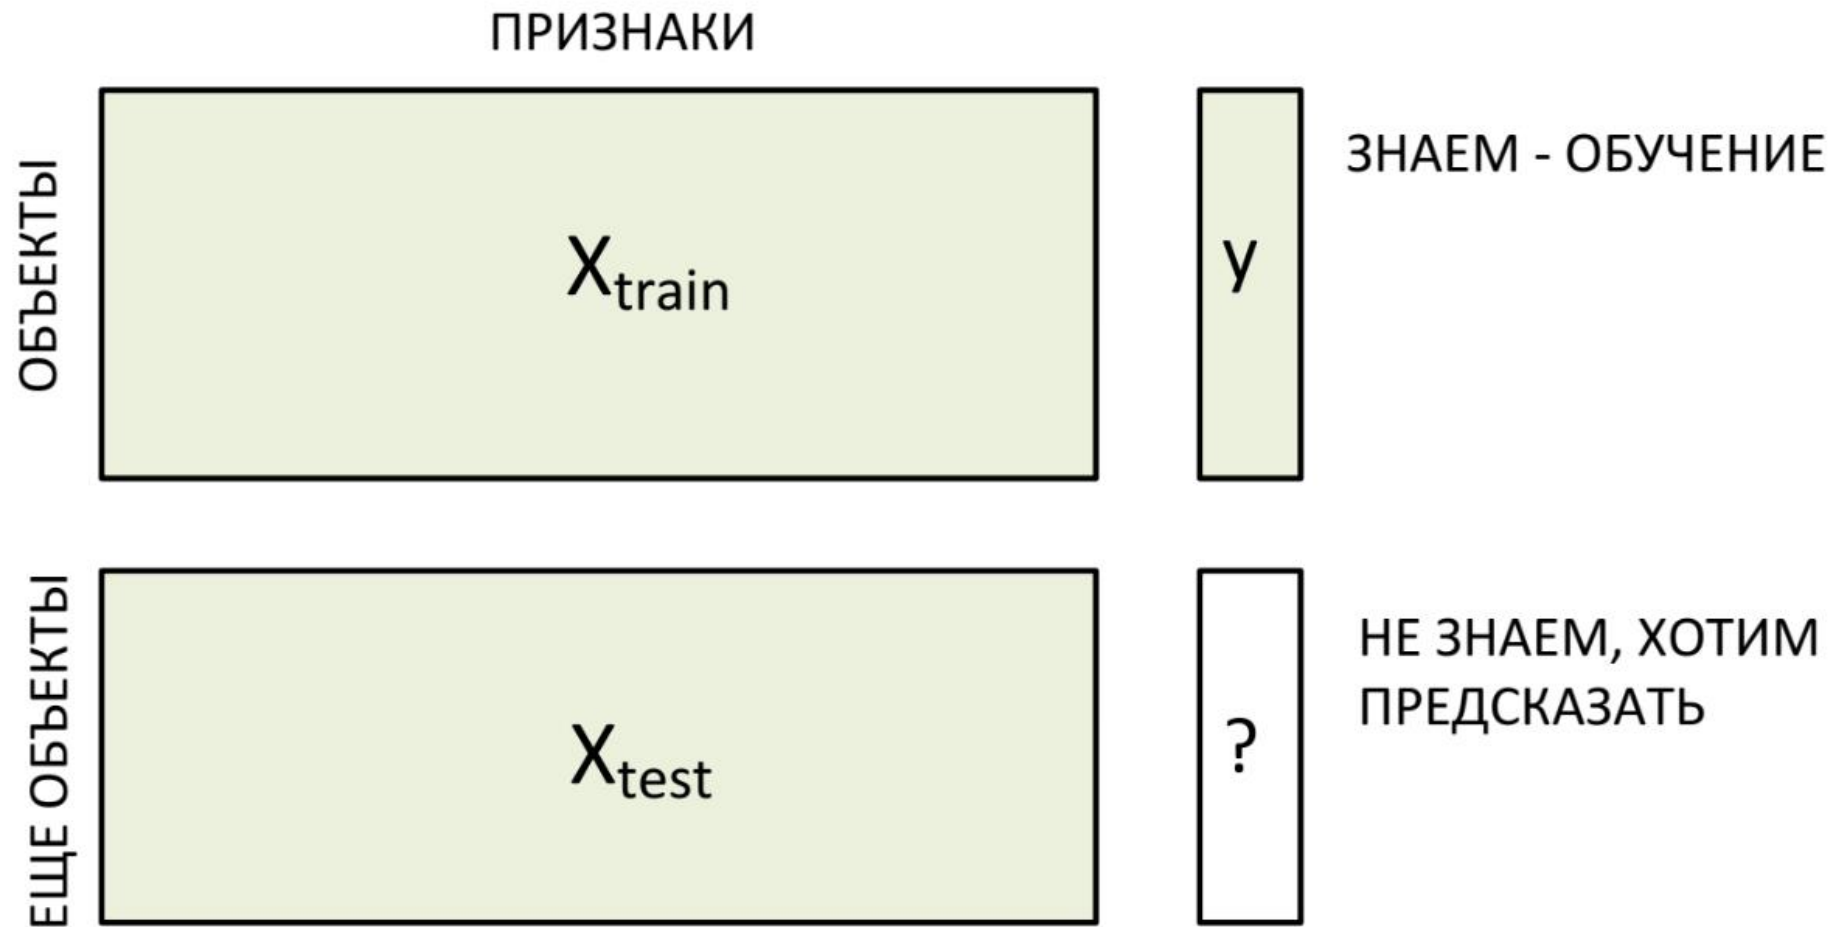 ПРИЗНАКИ
ОБЪЕКТЫ
Xtrain
y
ЗНАЕМ - ОБУЧЕНИЕ
ЕЩЕ ОБЪЕКТЫ
Xtest
?
НЕ ЗНАЕМ, ХОТИМ
ПРЕДСКАЗАТЬ